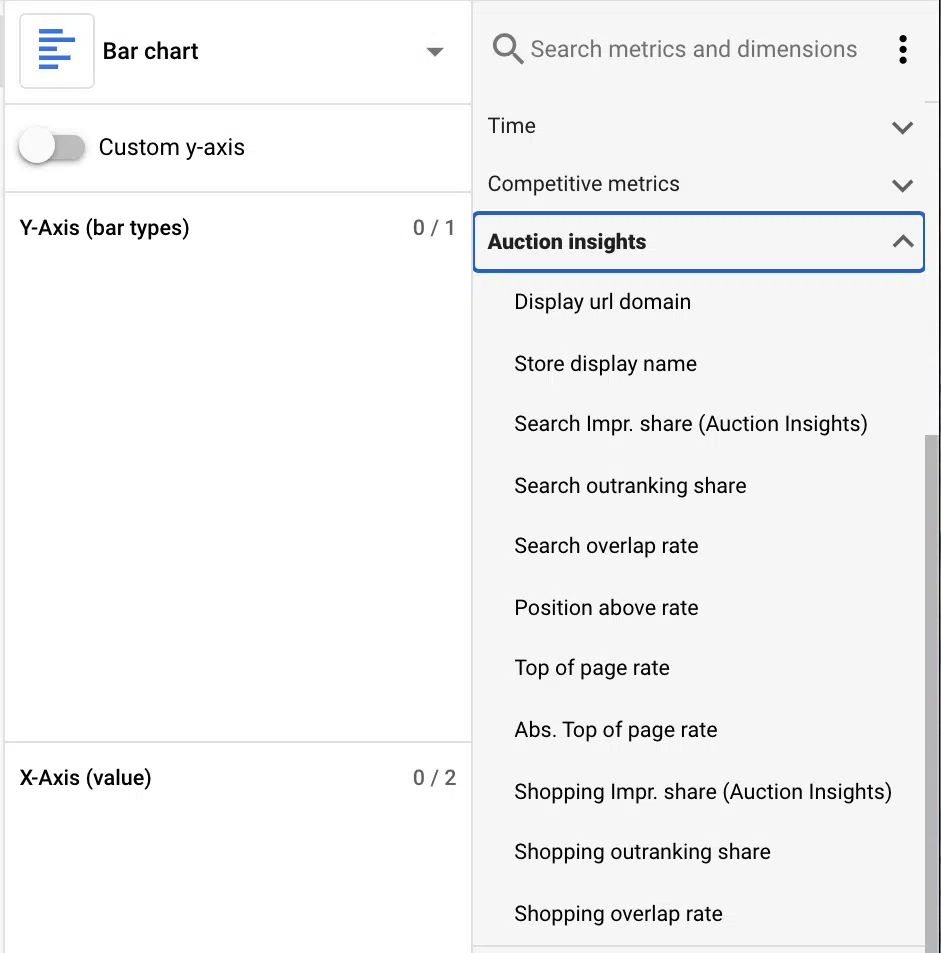 Bar chart
Custom y-axis
Y-Axis (bar types) 0 / 1
X-Axis (value) 0 / 2
Search metrics and dimensions
Time
Competitive metrics
Auction insights
Display url domain
Store display name
Search Impr. share (Auction Insights)
Search outranking share
Search overlap rate
Position above rate
Top of page rate
Abs. Top of page rate
Shopping Impr. share (Auction Insights)
Shopping outranking share
Shopping overlap rate